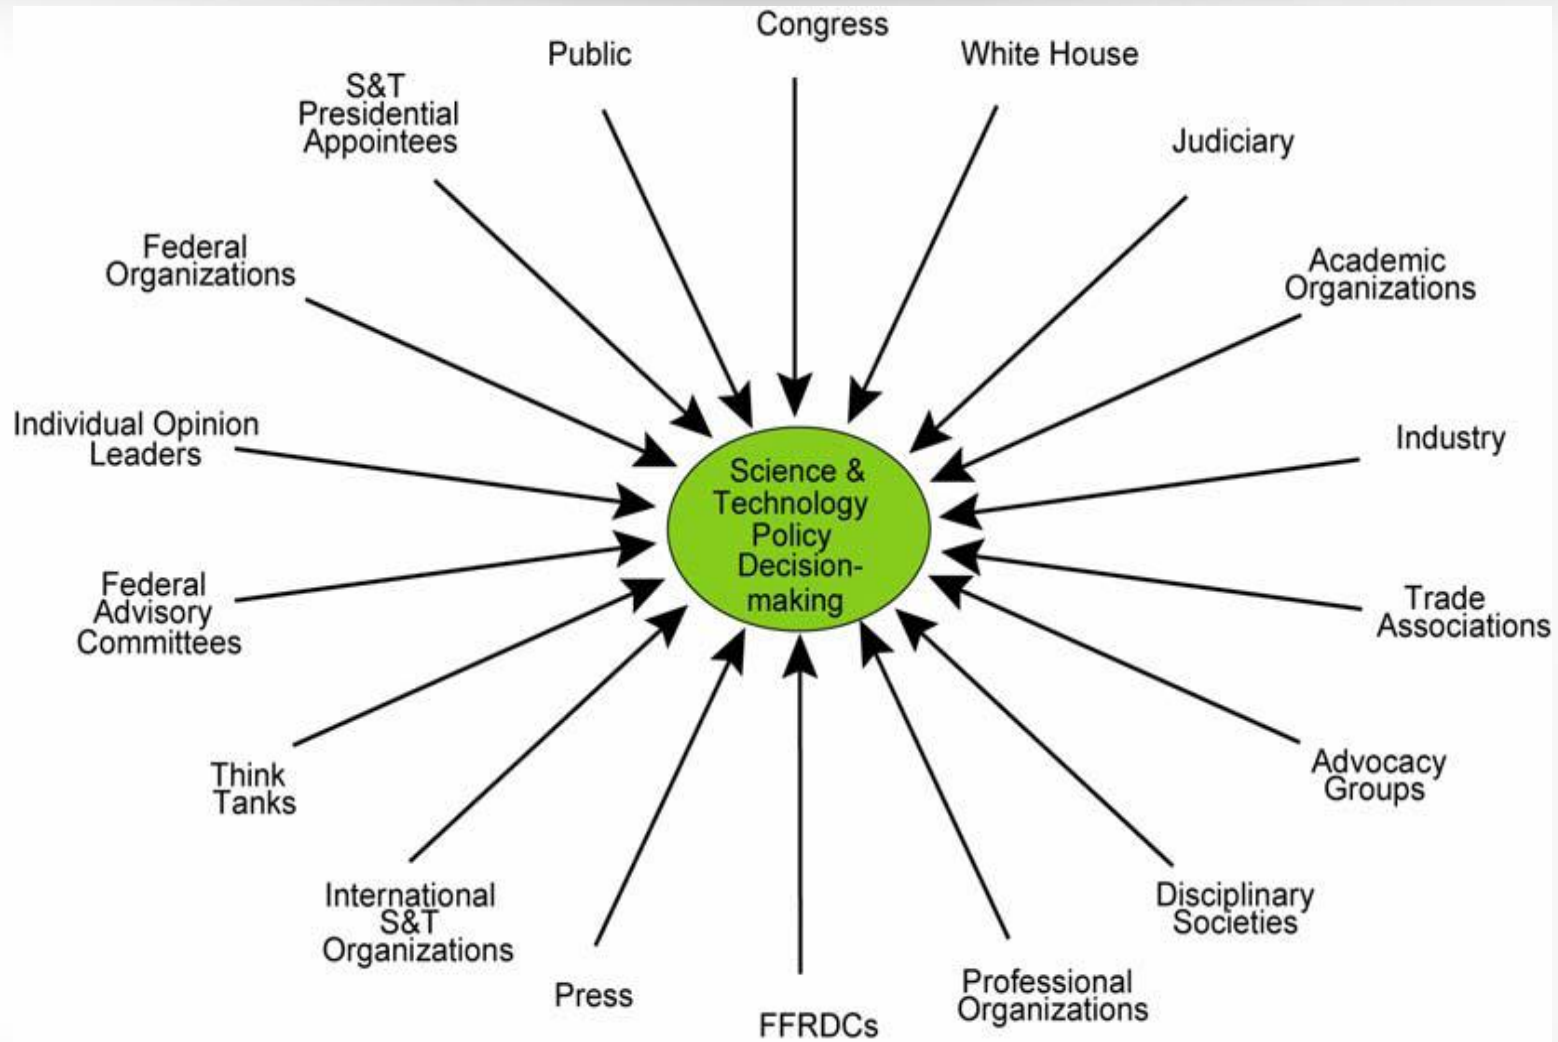 Congress
Public
White House
S&T
Presidential
Appointees
Judiciary
Federal
Organizations
Academic
Organizations
Individual Opinion
Leaders
Industry
Science &
Technology
Policy
Decision-
making
Federal
Advisory
Committees
Trade
Associations
Think
Tanks
Advocacy
Groups
International
S&T
Organizations
Disciplinary
Societies
Press
Professional
Organizations
FFRDCs